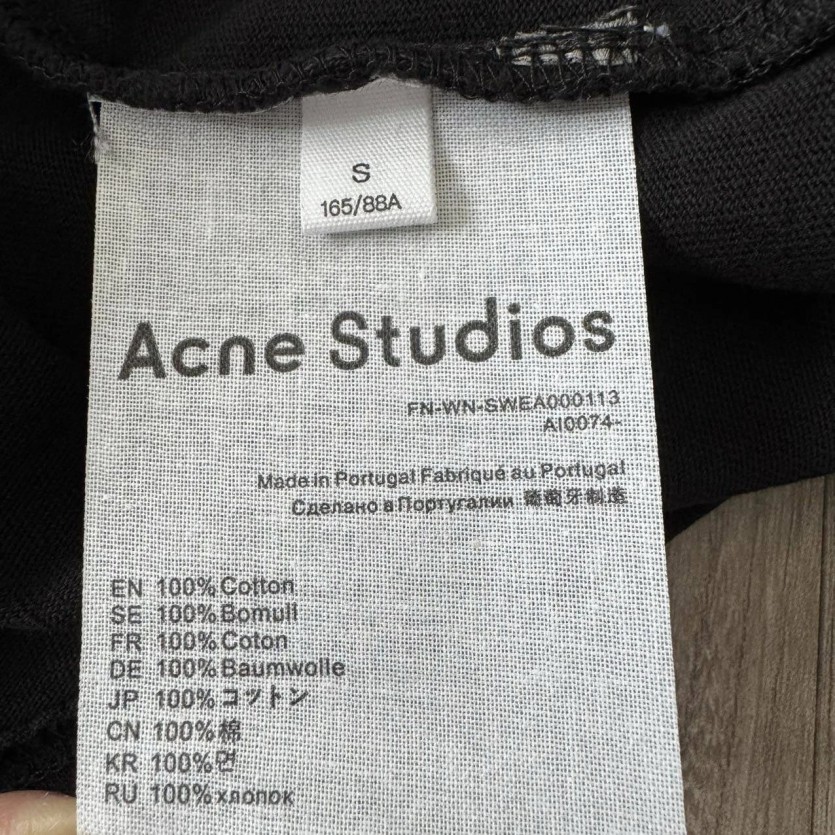 S
165/88A
Acne Studios
FN-WN-SWEA000113
AI0074-
Made in Portugal Fabriqué au Portugal
Сделано в Португалии 葡萄牙制造
EN 100% Cotton
SE 100% Bomull
FR 100% Coton
DE 100% Baumwolle
JP 100% コットン
CN 100% 棉
KR 100% 면
RU 100% хлопок